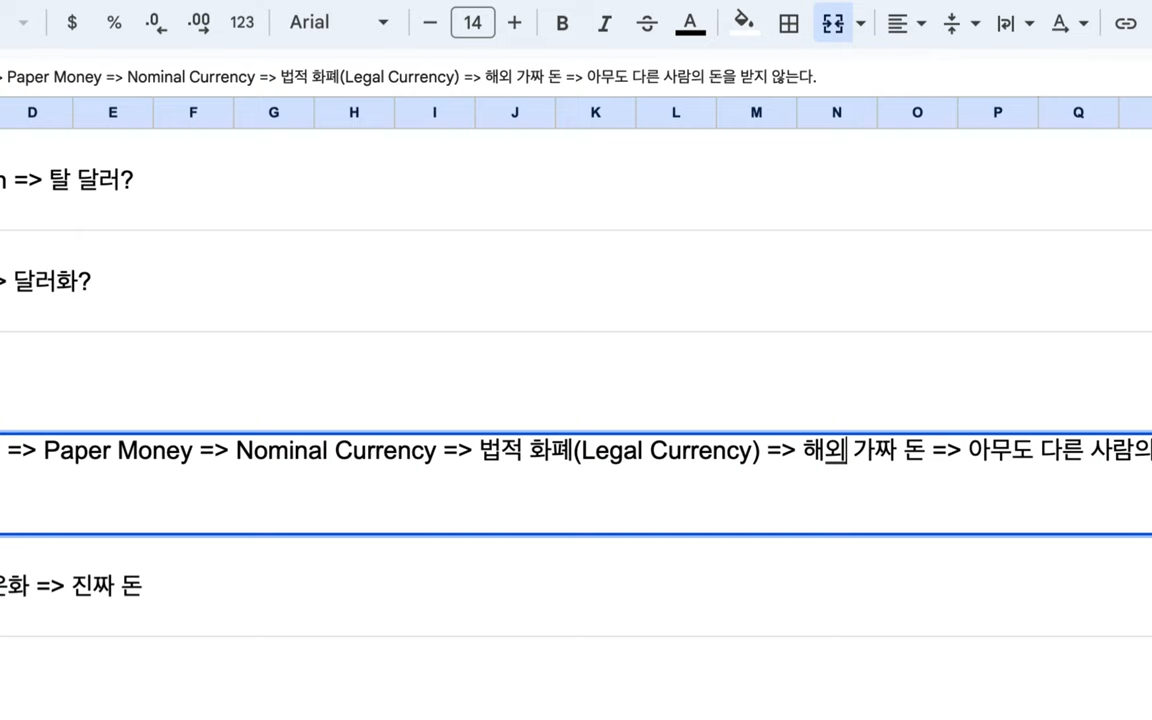 $ % .0 .00 123 Arial 14 B I A A
=> Paper Money => Nominal Currency => 법적 화폐(Legal Currency) => 해외 가짜 돈 => 아무도 다른 사람의 돈을 받지 않는다.
D E F G H I J K L M N O P Q
=> 탈 달러?
> 달러화?
=> Paper Money => Nominal Currency => 법적 화폐(Legal Currency) => 해외 가짜 돈 => 아무도 다른 사람의
=> 진짜 돈